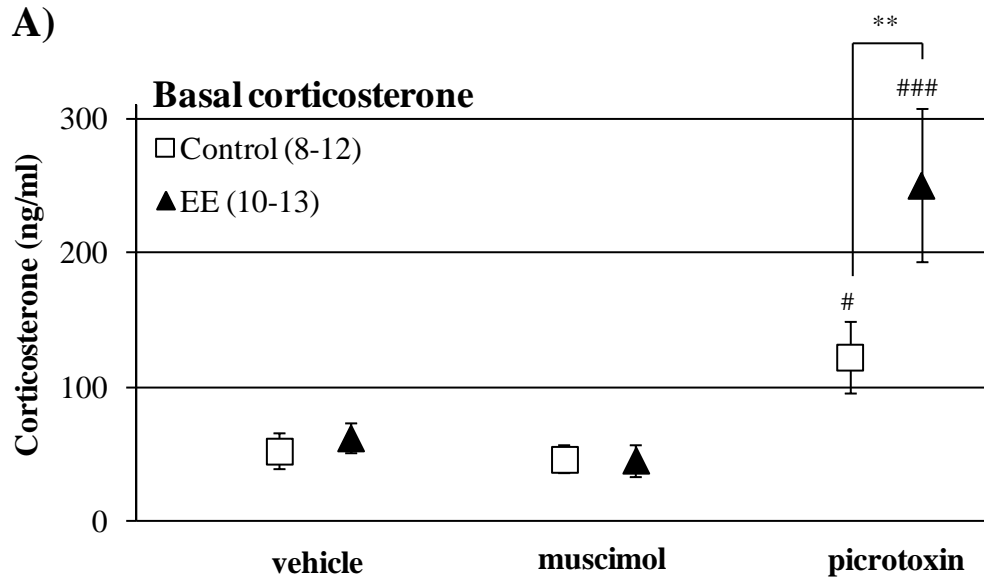 A)
**
Basal corticosterone
###
300
Control (8-12)
EE (10-13)
Corticosterone (ng/ml)
200
#
100
0
vehicle muscimol picrotoxin